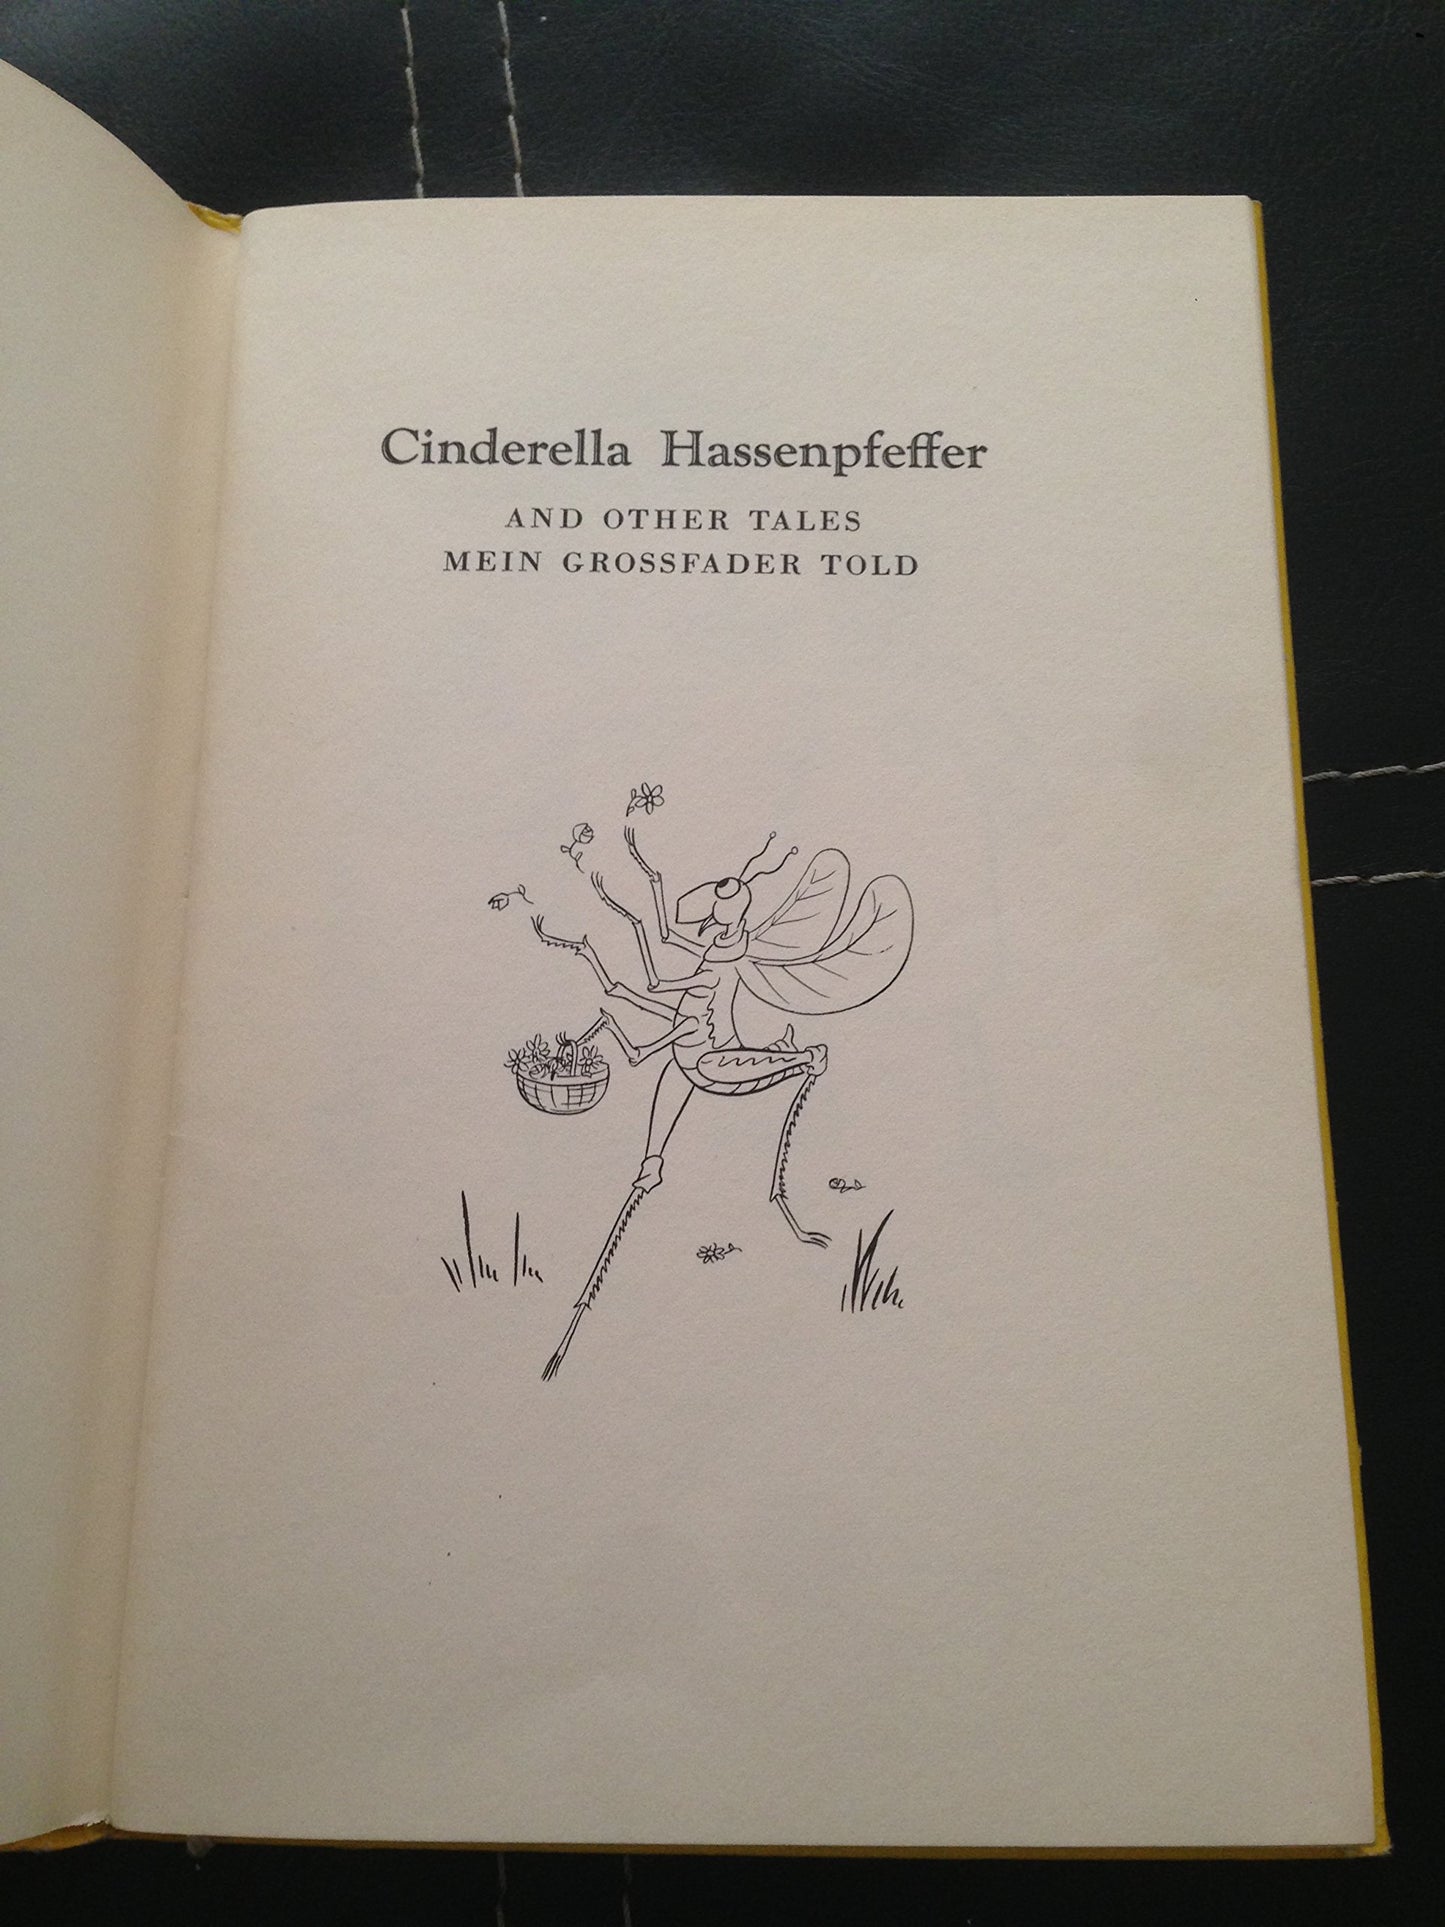 Cinderella Hassenpfeffer
AND OTHER TALES
MEIN GROSSFADER TOLD